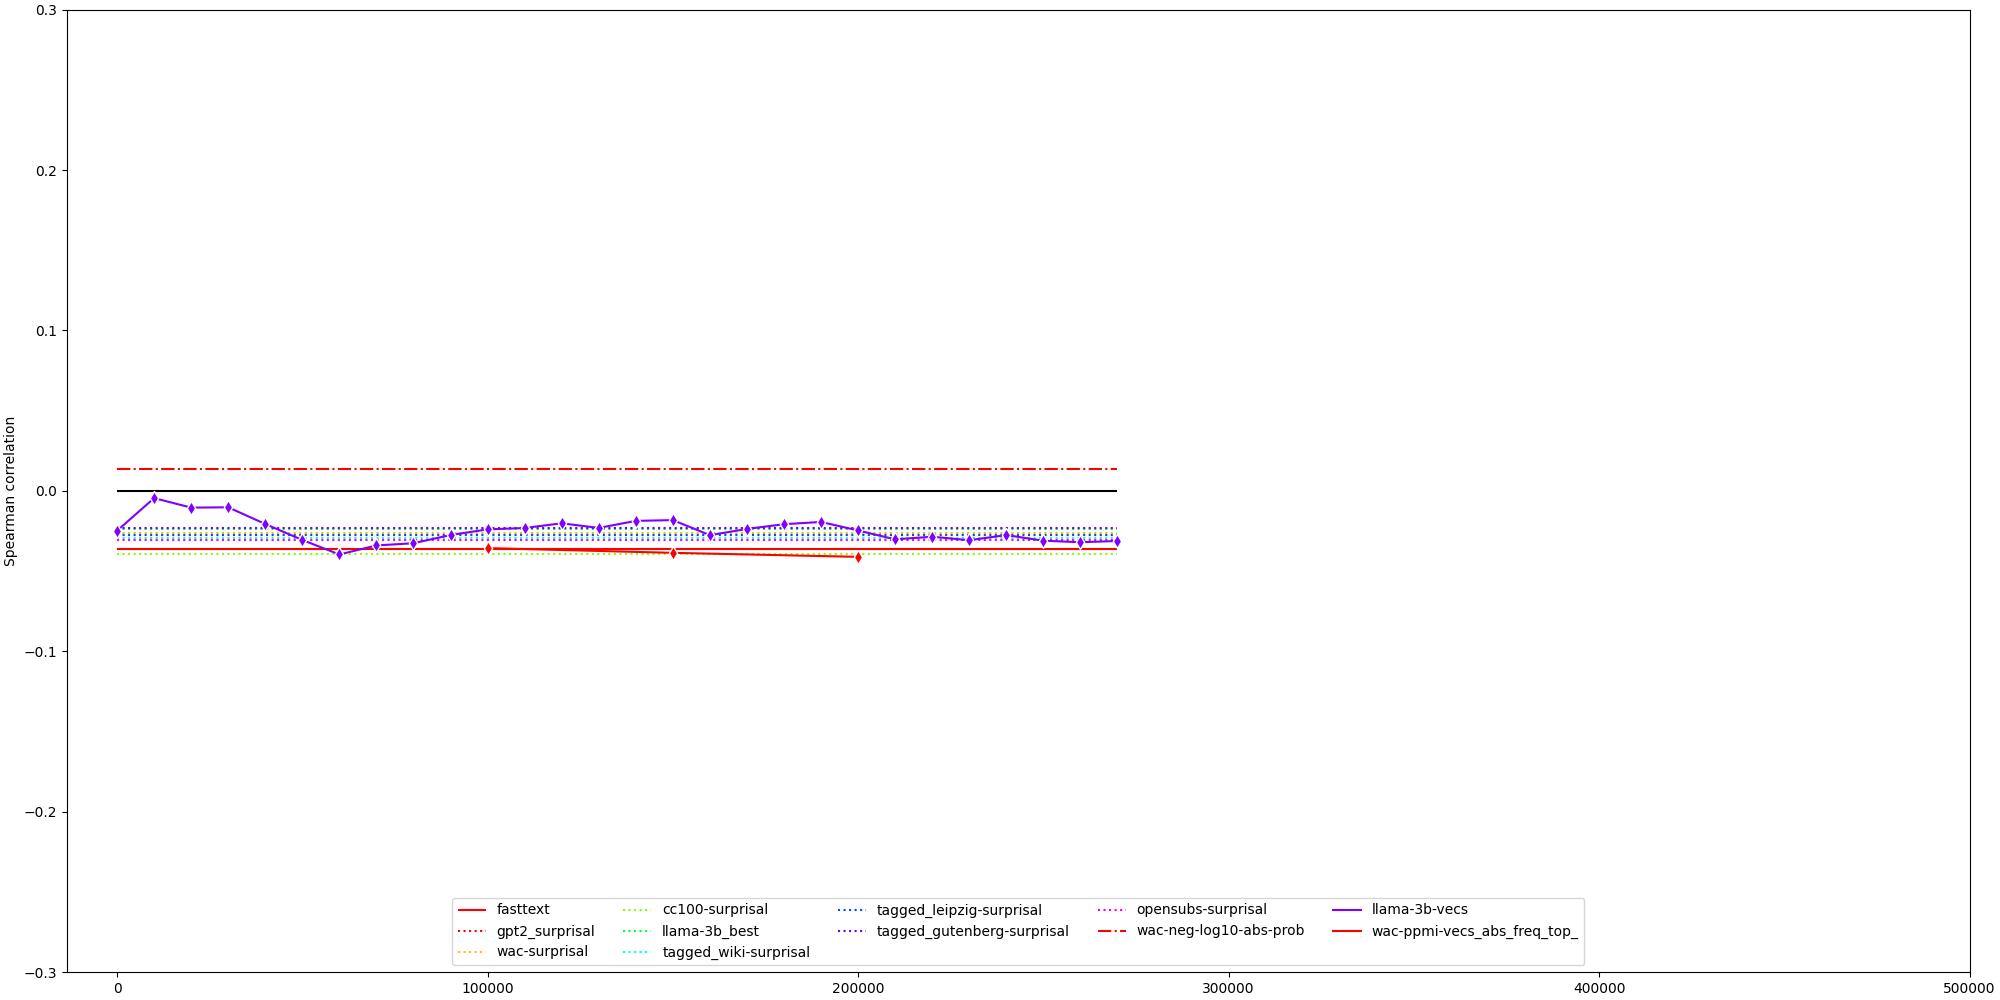 0.3
0.2
0.1
0.0
−0.1
−0.2
−0.3
Spearman correlation
fasttext
gpt2_surprisal
wac-surprisal
cc100-surprisal
llama-3b_best
tagged_wiki-surprisal
tagged_leipzig-surprisal
tagged_gutenberg-surprisal
opensubs-surprisal
wac-neg-log10-abs-prob
llama-3b-vecs
wac-ppmi-vecs_abs_freq_top_
0 100000 200000 300000 400000 500000